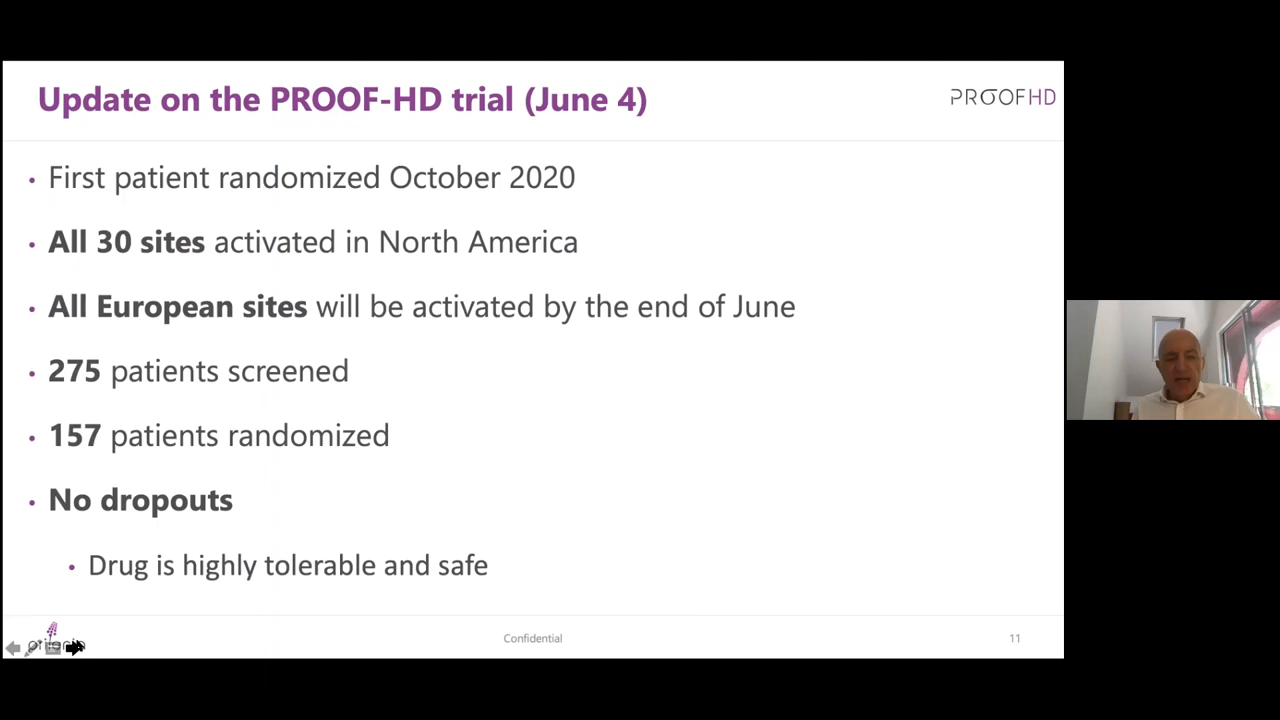 Update on the PROOF-HD trial (June 4)
PROOFHD
• First patient randomized October 2020
• All 30 sites activated in North America
• All European sites will be activated by the end of June
• 275 patients screened
• 157 patients randomized
• No dropouts
• Drug is highly tolerable and safe
Confidential
11